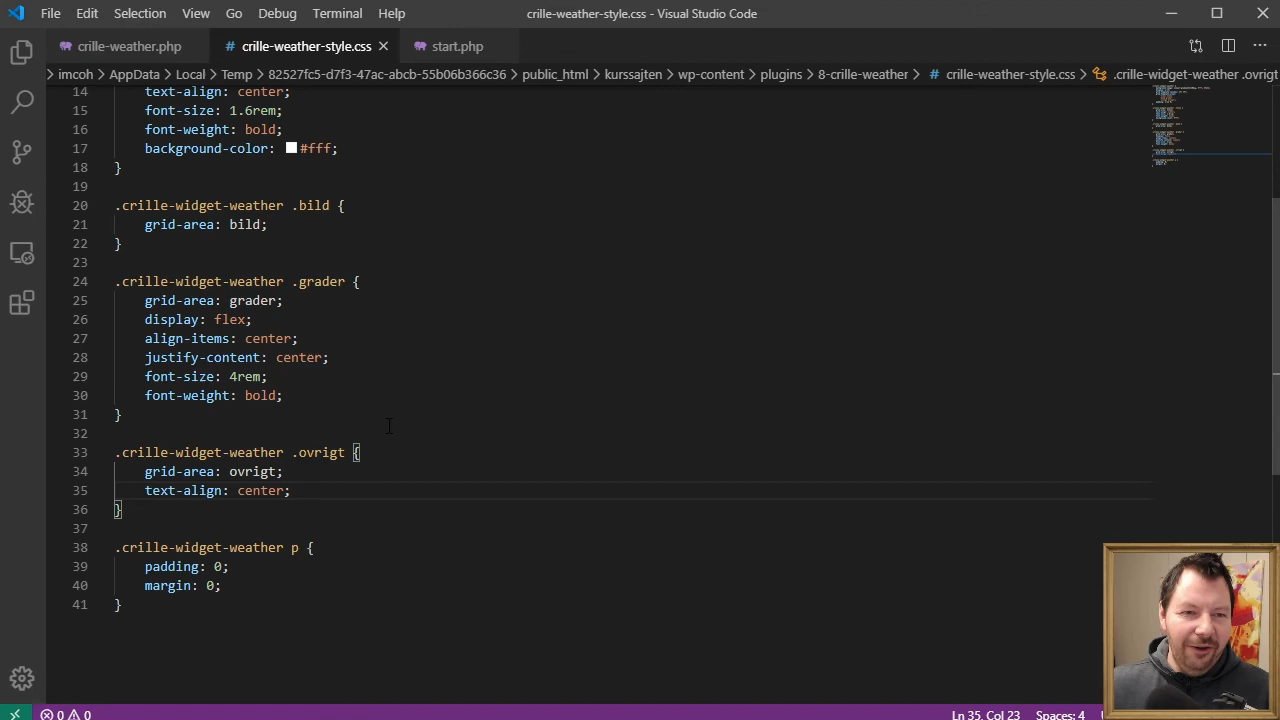 File Edit Selection View Go Debug Terminal Help crille-weather-style.css - Visual Studio Code
crille-weather.php crille-weather-style.css start.php
imcoh > AppData > Local > Temp > 82527fc5-d7f3-47ac-abcb-55b06b366c36 > public_html > kurssajten > wp-content > plugins > 8-crille-weather > crille-weather-style.css > .crille-widget-weather .ovrigt
14 text-align: center;
15 font-size: 1.6rem;
16 font-weight: bold;
17 background-color: #fff;
18 }
19
20 .crille-widget-weather .bild {
21 grid-area: bild;
22 }
23
24 .crille-widget-weather .grader {
25 grid-area: grader;
26 display: flex;
27 align-items: center;
28 justify-content: center;
29 font-size: 4rem;
30 font-weight: bold;
31 }
32
33 .crille-widget-weather .ovrigt {
34 grid-area: ovrigt;
35 text-align: center;
36 }
37
38 .crille-widget-weather p {
39 padding: 0;
40 margin: 0;
41 }
0 0 Ln 35, Col 23 Spaces: 4